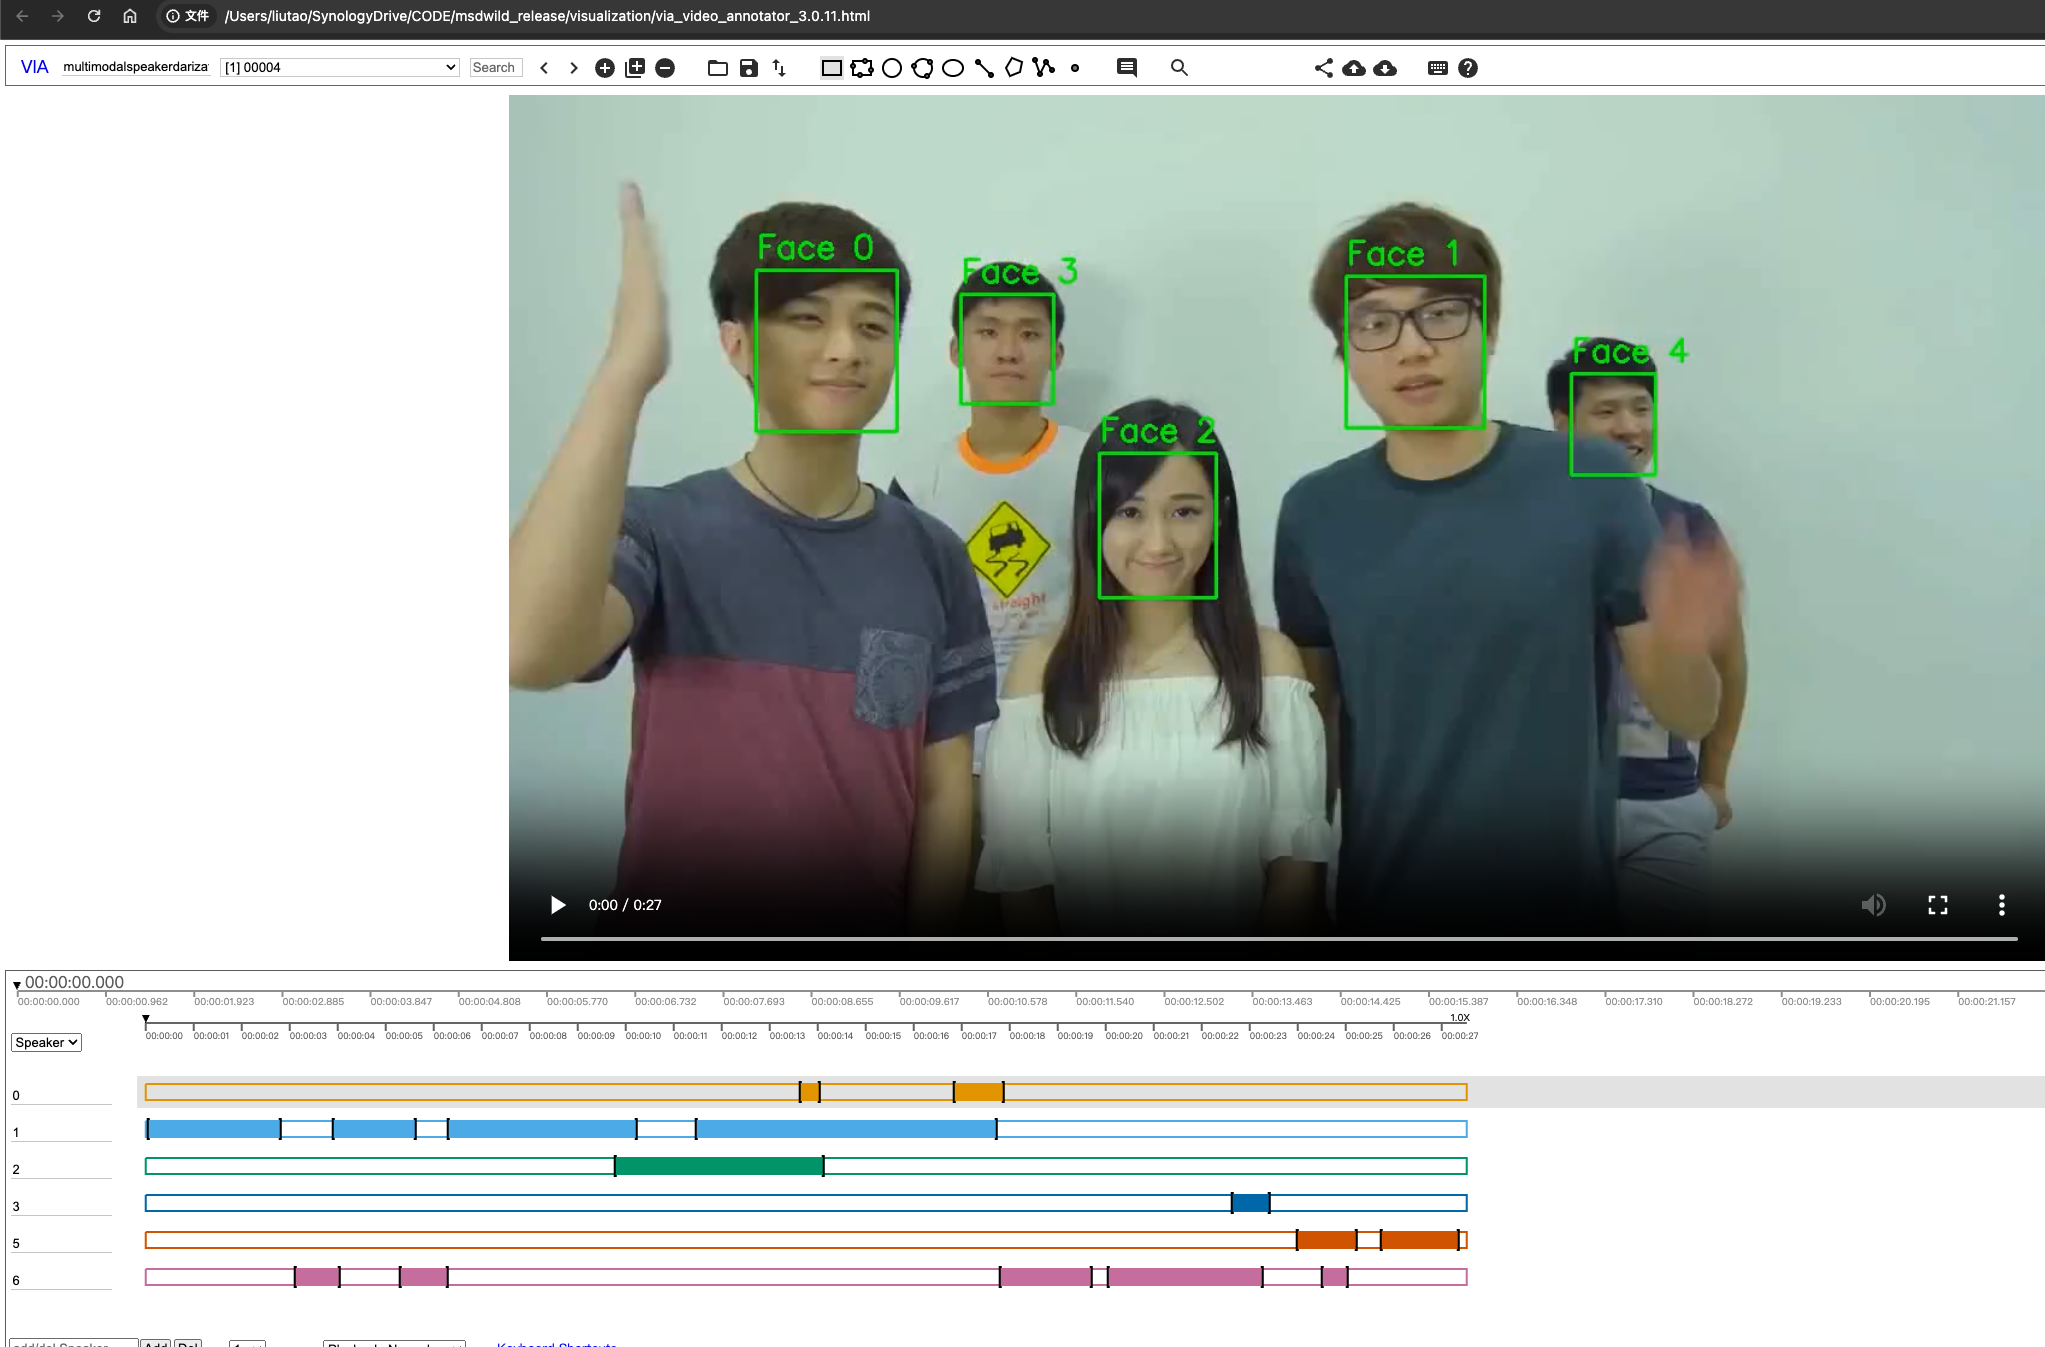 文件 /Users/liutao/SynologyDrive/CODE/msdwild_release/visualization/via_video_annotator_3.0.11.html
VIA multimodalspeakerdariza [1] 00004 Search
Face 0
Face 1
Face 3
Face 4
Face 2
straight
0:00 / 0:27
00:00:00.000
00:00:00.000 00:00:00.962 00:00:01.923 00:00:02.885 00:00:03.847 00:00:04.808 00:00:05.770 00:00:06.732 00:00:07.693 00:00:08.655 00:00:09.617 00:00:10.578 00:00:11.540 00:00:12.502 00:00:13.463 00:00:14.425 00:00:15.387 00:00:16.348 00:00:17.310 00:00:18.272 00:00:19.233 00:00:20.195 00:00:21.157
1.0X
00:00:00 00:00:01 00:00:02 00:00:03 00:00:04 00:00:05 00:00:06 00:00:07 00:00:08 00:00:09 00:00:10 00:00:11 00:00:12 00:00:13 00:00:14 00:00:15 00:00:16 00:00:17 00:00:18 00:00:19 00:00:20 00:00:21 00:00:22 00:00:23 00:00:24 00:00:25 00:00:26 00:00:27
Speaker
0
1
2
3
5
6
add/del Speaker Add Del Keyboard Shortcuts